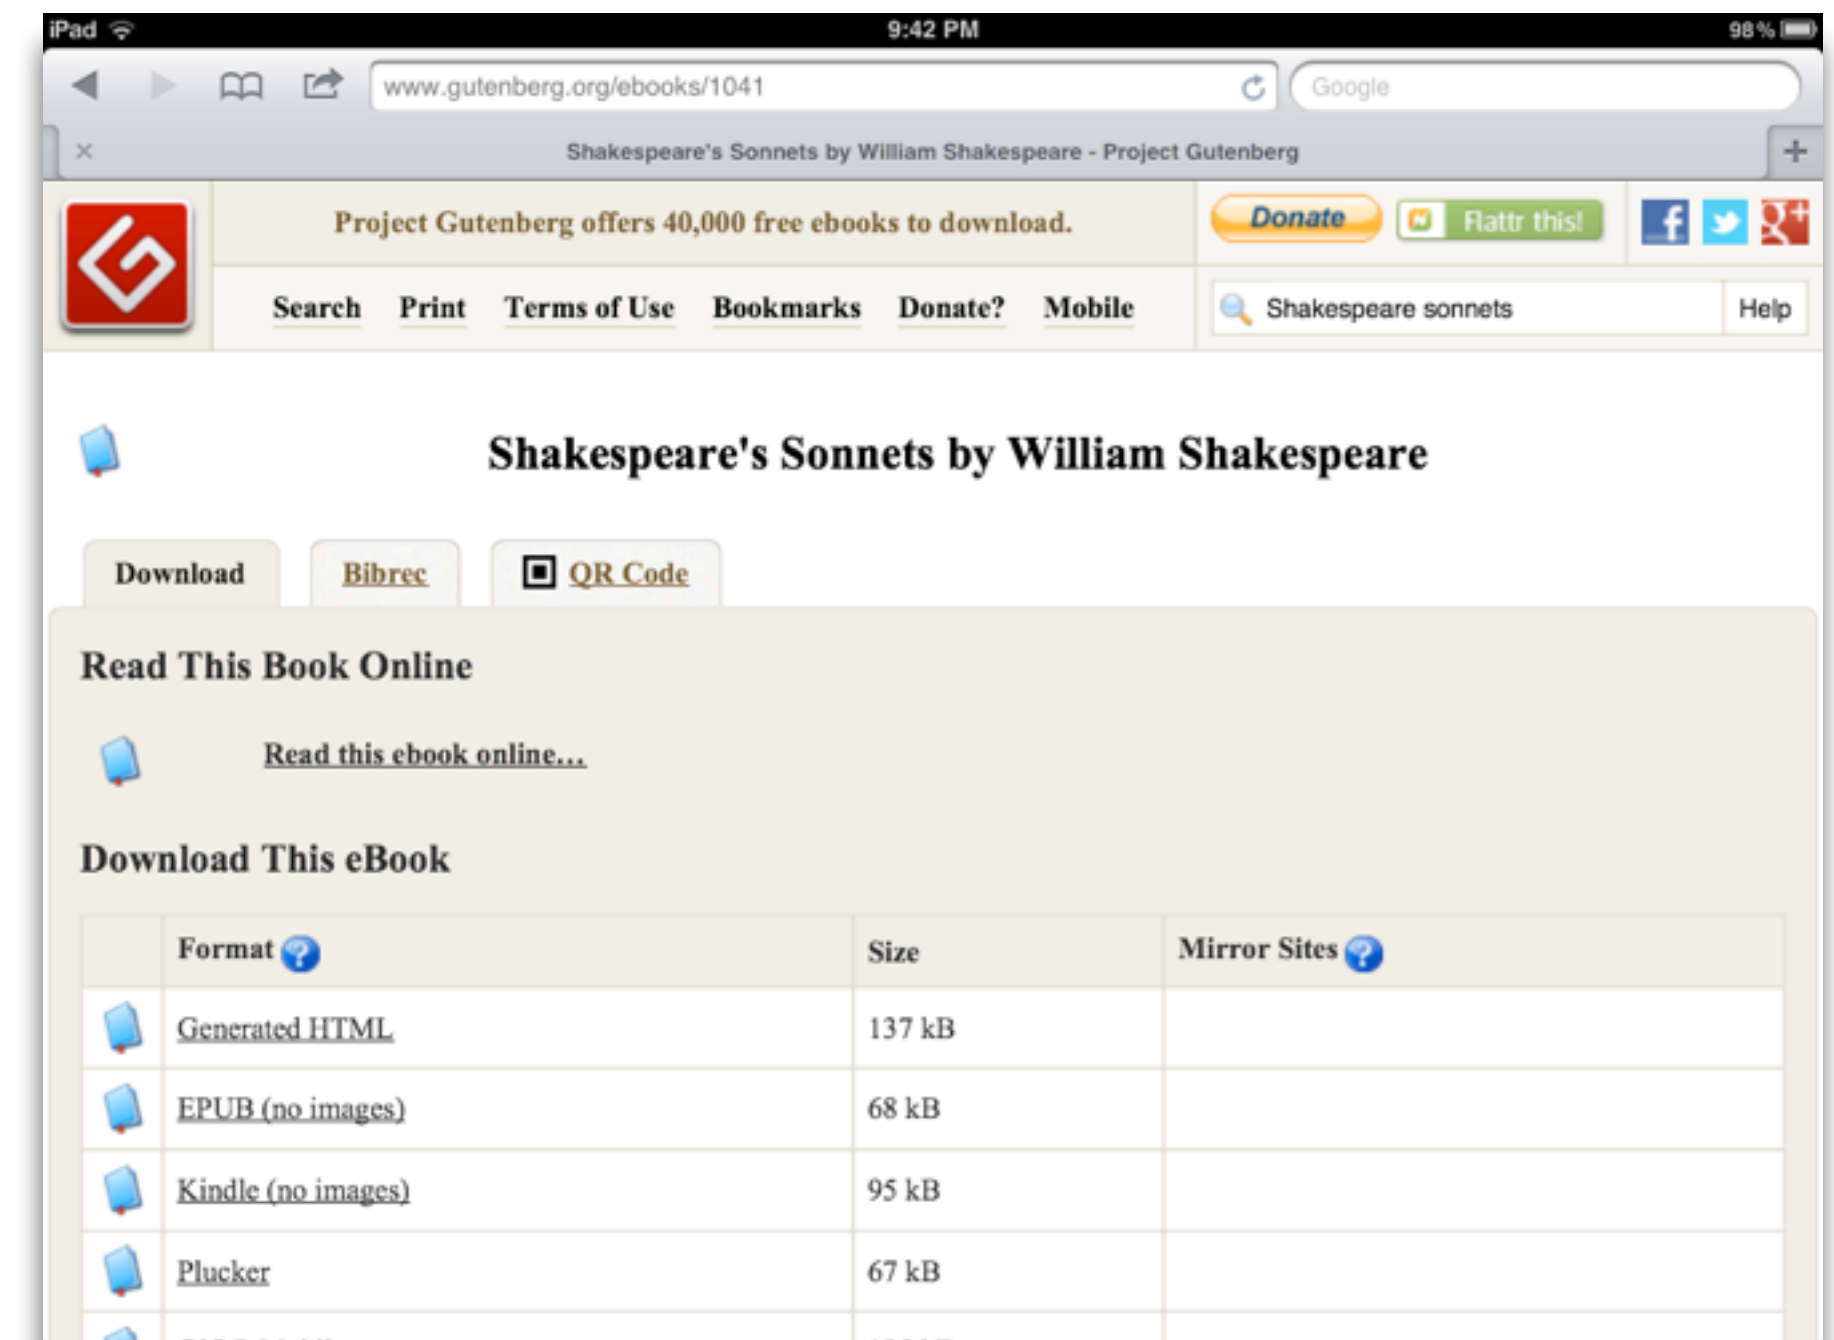 iPad 9:42 PM 98%
www.gutenberg.org/ebooks/1041 Google
Shakespeare's Sonnets by William Shakespeare - Project Gutenberg
Project Gutenberg offers 40,000 free ebooks to download. Donate Flattr this!
Search Print Terms of Use Bookmarks Donate? Mobile Shakespeare sonnets Help
Shakespeare's Sonnets by William Shakespeare
Download Bibrec QR Code
Read This Book Online
Read this ebook online...
Download This eBook
Format Size Mirror Sites
Generated HTML 137 kB
EPUB (no images) 68 kB
Kindle (no images) 95 kB
Plucker 67 kB